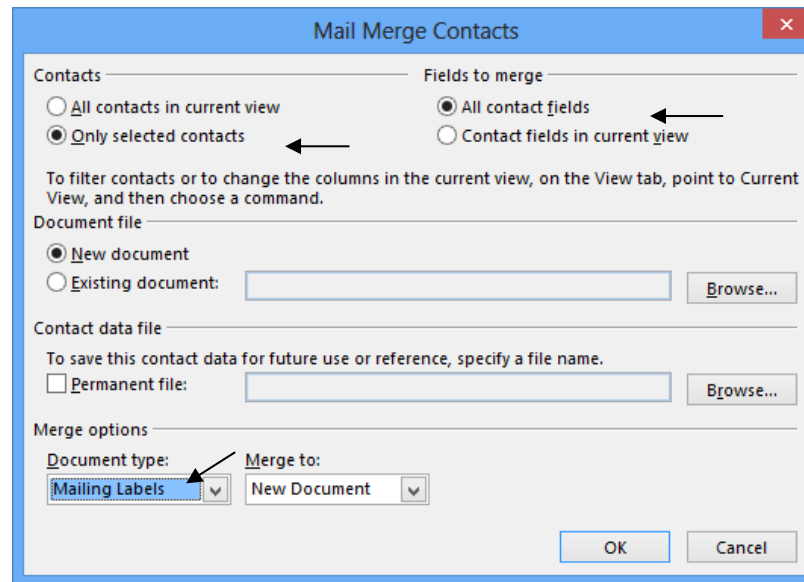 Mail Merge Contacts
Contacts
Fields to merge
All contacts in current view
All contact fields
Only selected contacts
Contact fields in current view
To filter contacts or to change the columns in the current view, on the View tab, point to Current
View, and then choose a command.
Document file
New document
Existing document:
Browse...
Contact data file
To save this contact data for future use or reference, specify a file name.
Permanent file:
Browse...
Merge options
Document type:
Merge to:
Mailing Labels
New Document
OK
Cancel